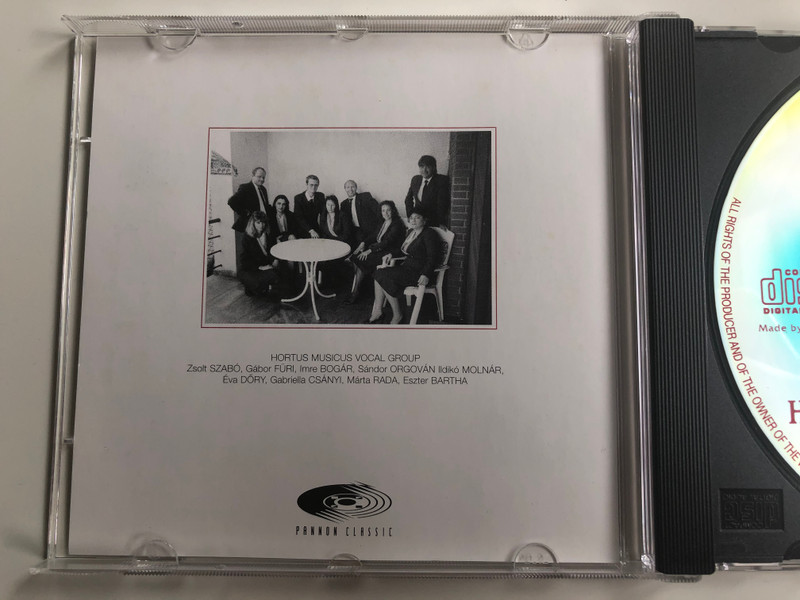 HORTUS MUSICUS VOCAL GROUP
Zsolt SZABÓ, Gábor FÜRI, Imre BOGÁR, Sándor ORGOVÁN Ildikó MOLNÁR,
Éva DŐRY, Gabriella CSÁNYI, Márta RADA, Eszter BARTHA
PANNON CLASSIC
ALL RIGHTS OF THE PRODUCER AND OF THE OWNER OF THE
DIGITA
Made by
H